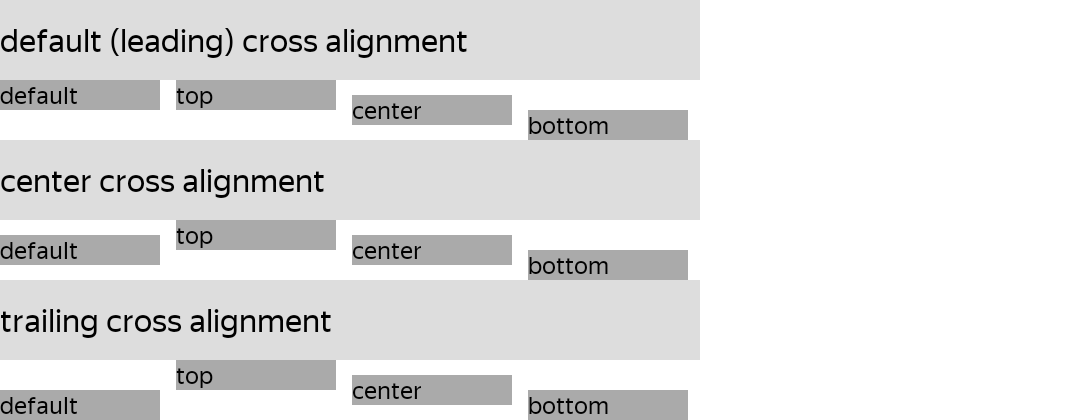 default (leading) cross alignment
default top center bottom
center cross alignment
default top center bottom
trailing cross alignment
default top center bottom